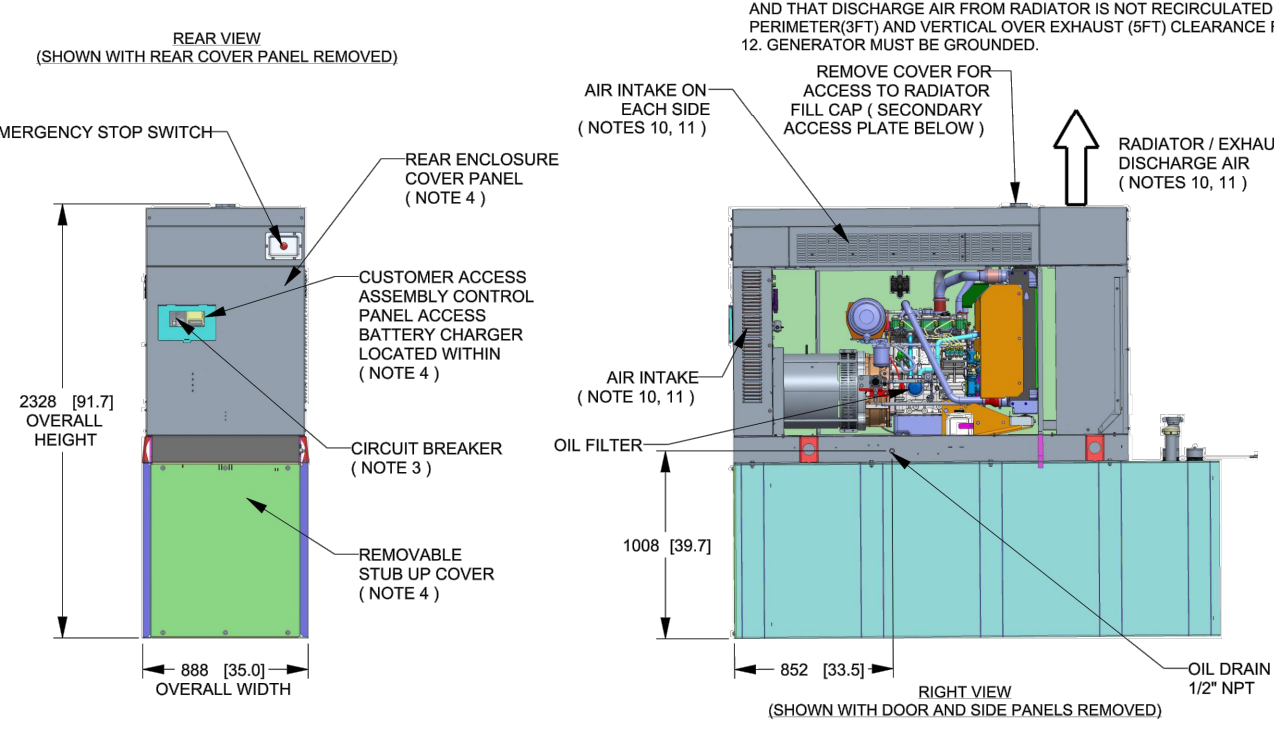 AND THAT DISCHARGE AIR FROM RADIATOR IS NOT RECIRCULATED
PERIMETER(3FT) AND VERTICAL OVER EXHAUST (5FT) CLEARANCE
12. GENERATOR MUST BE GROUNDED.
REAR VIEW
(SHOWN WITH REAR COVER PANEL REMOVED)
MERGENCY STOP SWITCH
REAR ENCLOSURE
COVER PANEL
( NOTE 4 )
CUSTOMER ACCESS
ASSEMBLY CONTROL
PANEL ACCESS
BATTERY CHARGER
LOCATED WITHIN
( NOTE 4 )
2328 [91.7]
OVERALL
HEIGHT
CIRCUIT BREAKER
( NOTE 3 )
REMOVABLE
STUB UP COVER
( NOTE 4 )
888 [35.0]
OVERALL WIDTH
AIR INTAKE ON
EACH SIDE
( NOTES 10, 11 )
REMOVE COVER FOR
ACCESS TO RADIATOR
FILL CAP ( SECONDARY
ACCESS PLATE BELOW )
RADIATOR / EXHAU
DISCHARGE AIR
( NOTES 10, 11 )
AIR INTAKE
( NOTE 10, 11 )
OIL FILTER
1008 [39.7]
852 [33.5]
OIL DRAIN
1/2" NPT
RIGHT VIEW
(SHOWN WITH DOOR AND SIDE PANELS REMOVED)